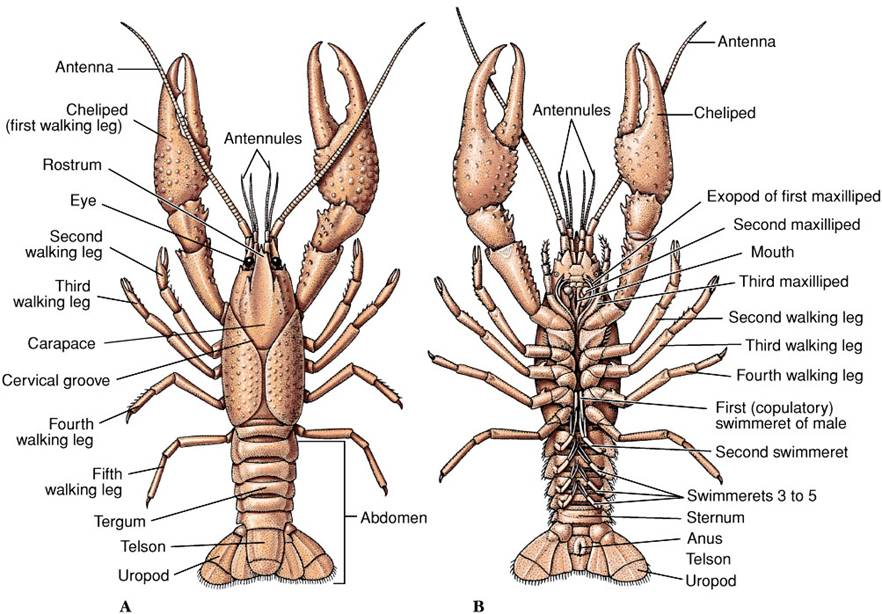 Antenna
Cheliped
(first walking leg)
Antennules
Rostrum
Eye
Second
walking leg
Third
walking leg
Carapace
Cervical groove
Fourth
walking leg
Fifth
walking leg
Tergum
Telson
Uropod
Abdomen
A
Antenna
Antennules
Cheliped
Exopod of first maxilliped
Second maxilliped
Mouth
Third maxilliped
Second walking leg
Third walking leg
Fourth walking leg
First (copulatory)
swimmeret of male
Second swimmeret
Swimmerets 3 to 5
Sternum
Anus
Telson
Uropod
B